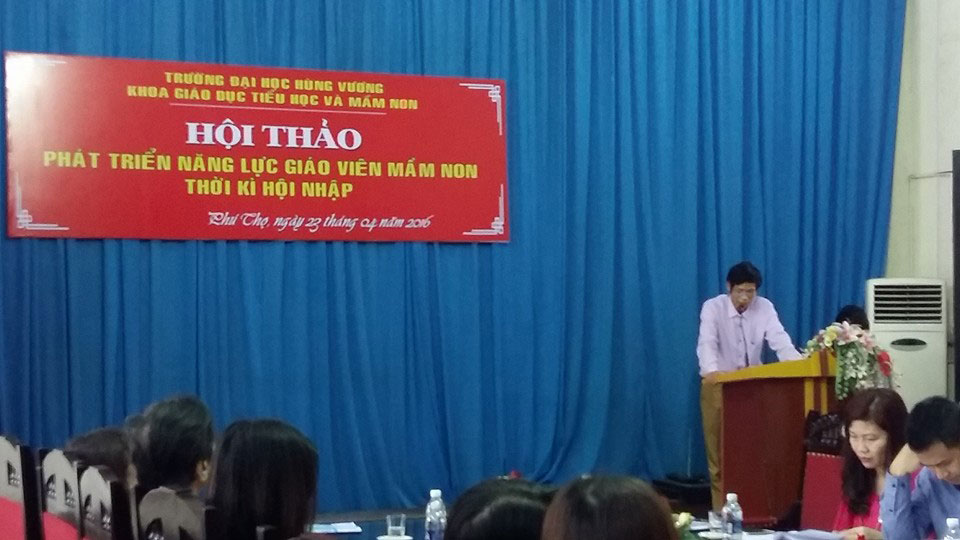 TRƯỜNG ĐẠI HỌC HÙNG VƯƠNG
KHOA GIÁO DỤC TIỂU HỌC VÀ MẦM NON
HỘI THẢO
PHÁT TRIỂN NĂNG LỰC GIÁO VIÊN MẦM NON
THỜI KÌ HỘI NHẬP
Phú Thọ, ngày 23 tháng 04 năm 2016